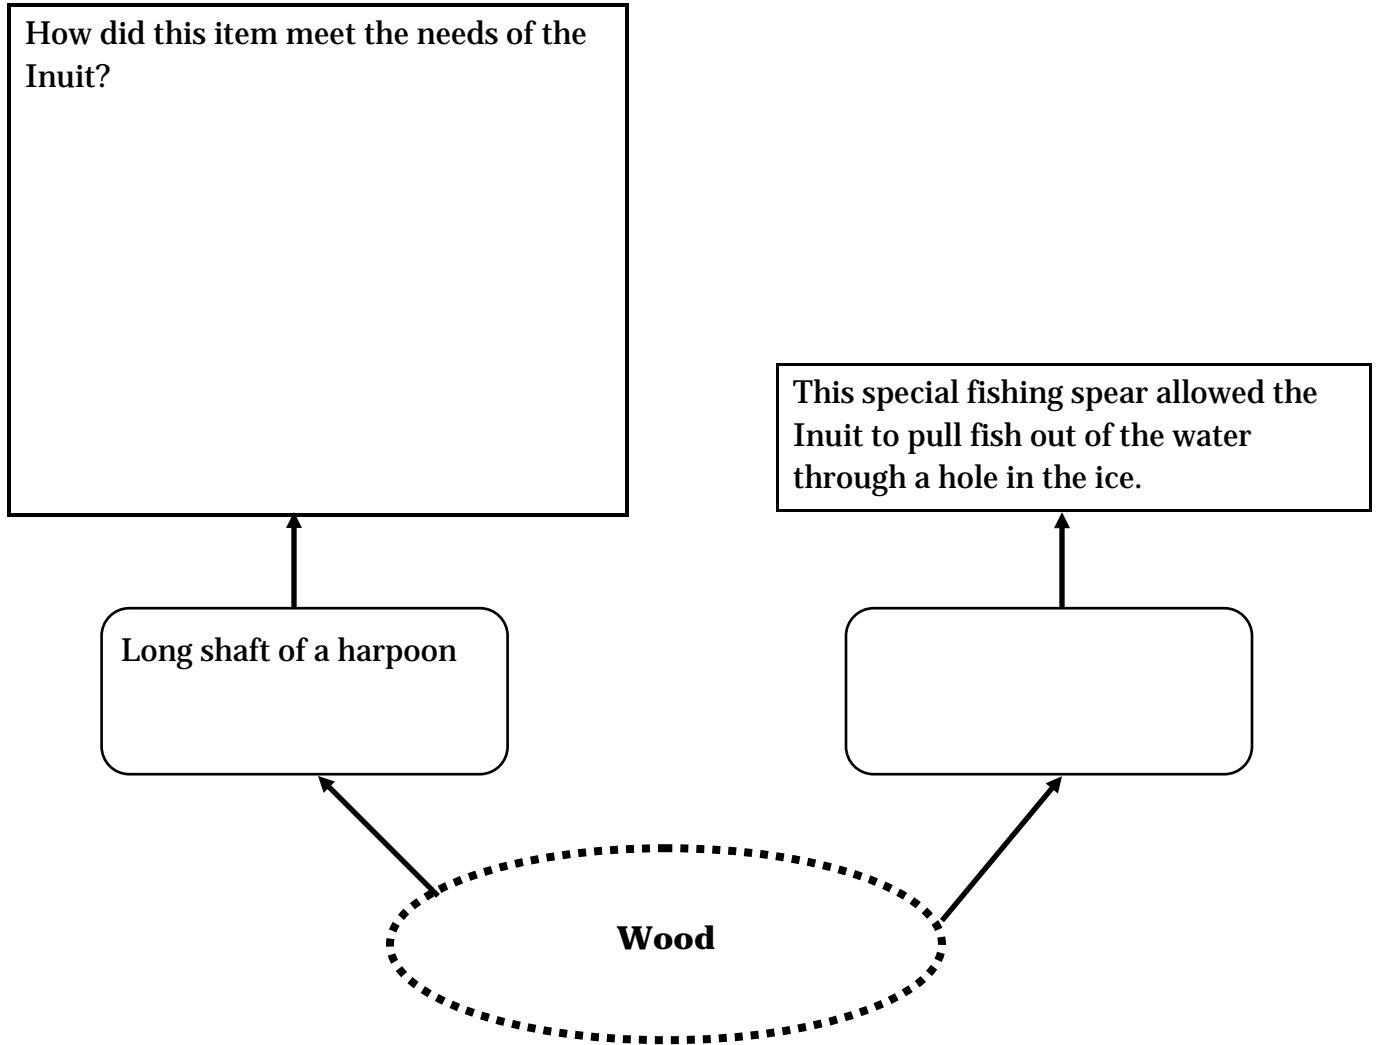 How did this item meet the needs of the
Inuit?
This special fishing spear allowed the
Inuit to pull fish out of the water
through a hole in the ice.
Long shaft of a harpoon
Wood